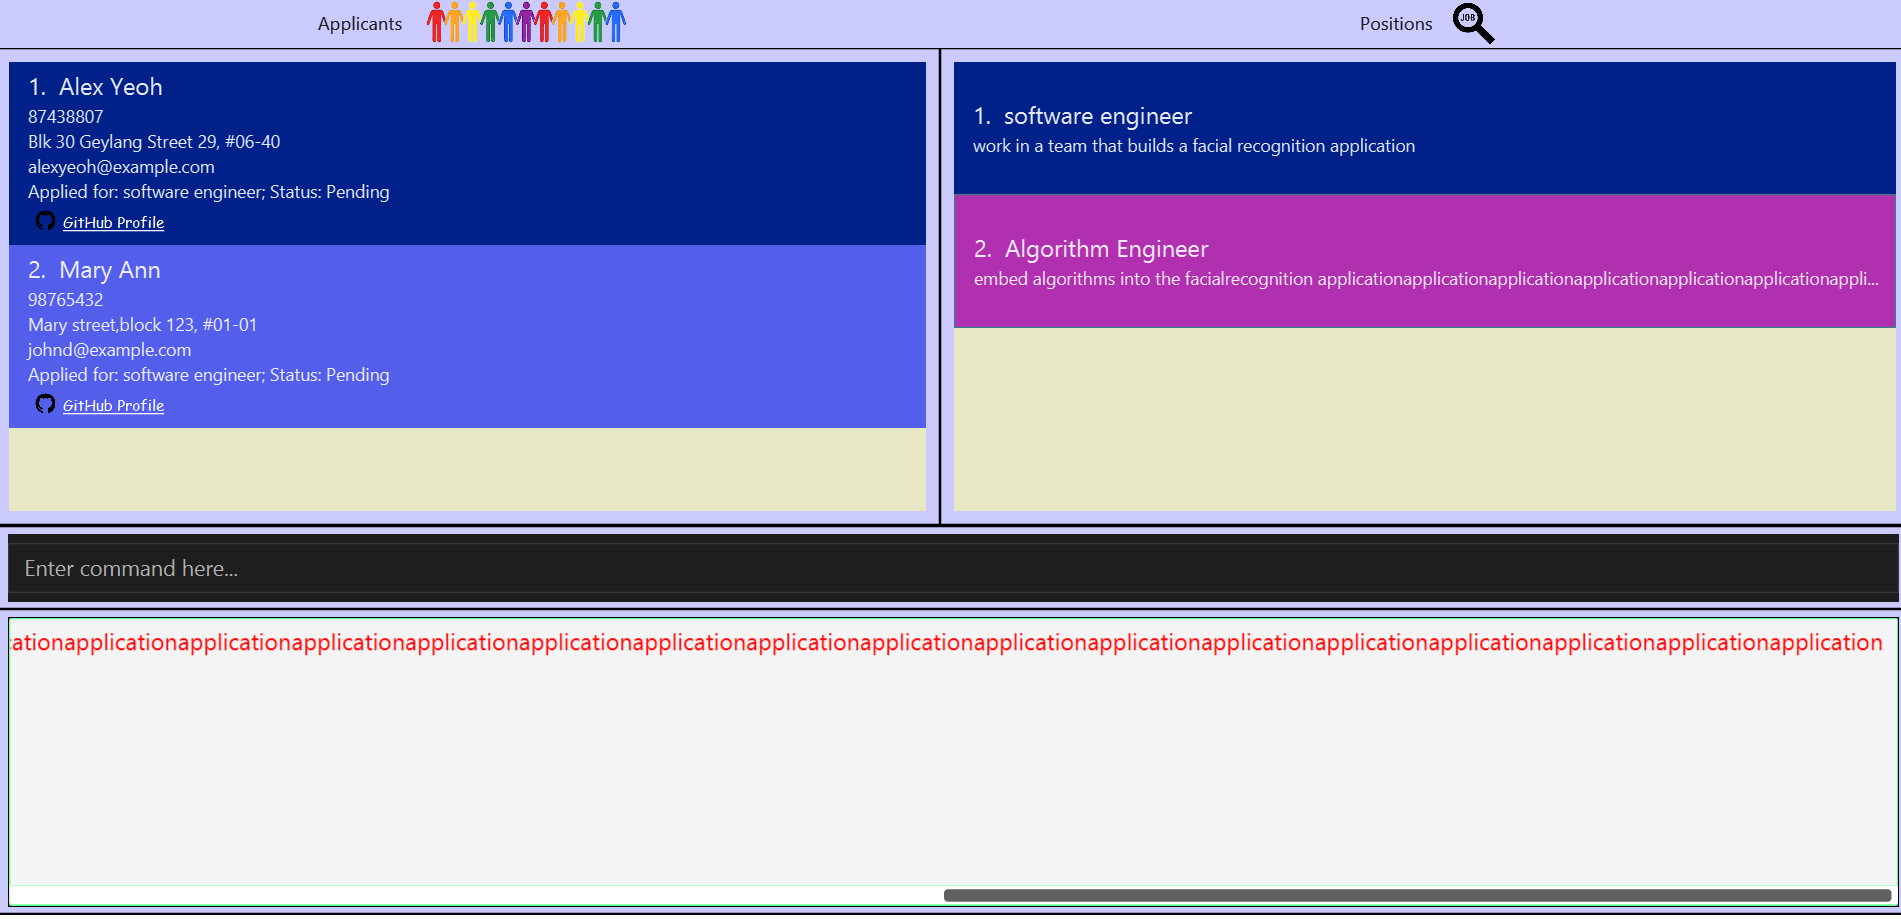 Applicants
Positions
JOB
1. Alex Yeoh
87438807
Blk 30 Geylang Street 29, #06-40
alexyeoh@example.com
Applied for: software engineer; Status: Pending
GitHub Profile
2. Mary Ann
98765432
Mary street,block 123, #01-01
johnd@example.com
Applied for: software engineer; Status: Pending
GitHub Profile
1. software engineer
work in a team that builds a facial recognition application
2. Algorithm Engineer
embed algorithms into the facialrecognition applicationapplicationapplicationapplicationapplicationapplicationappli...
Enter command here...
cationapplicationapplicationapplicationapplicationapplicationapplicationapplicationapplicationapplicationapplicationapplicationapplicationapplicationapplicationapplicationapplication